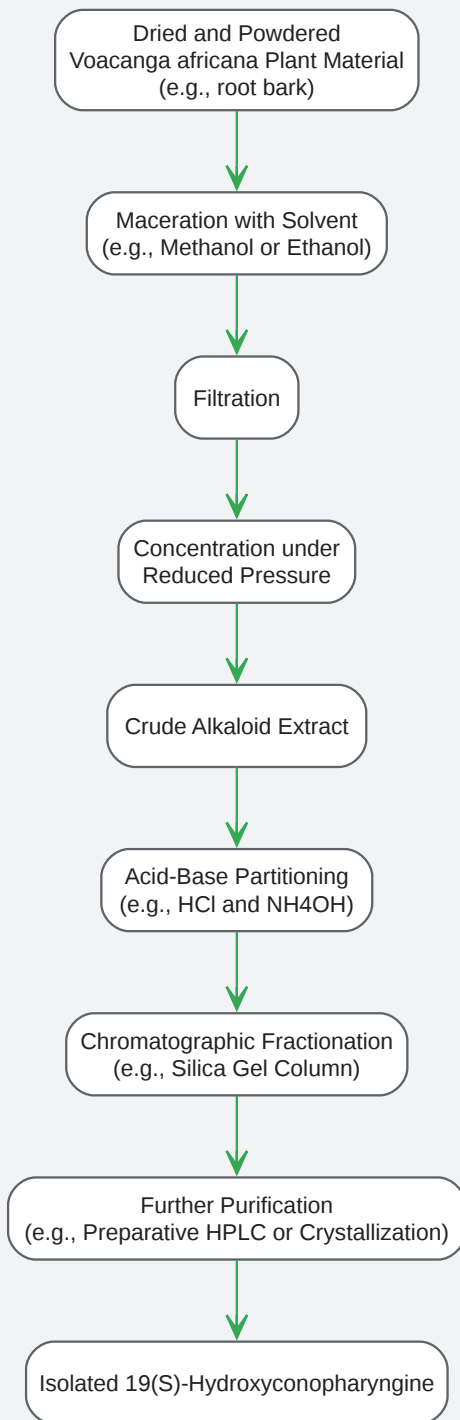 Dried and Powdered
Voacanga africana Plant Material
(e.g., root bark)
Maceration with Solvent
(e.g., Methanol or Ethanol)
Filtration
Concentration under
Reduced Pressure
Crude Alkaloid Extract
Acid-Base Partitioning
(e.g., HCl and NH4OH)
Chromatographic Fractionation
(e.g., Silica Gel Column)
Further Purification
(e.g., Preparative HPLC or Crystallization)
Isolated 19(S)-Hydroxyconopharyngine